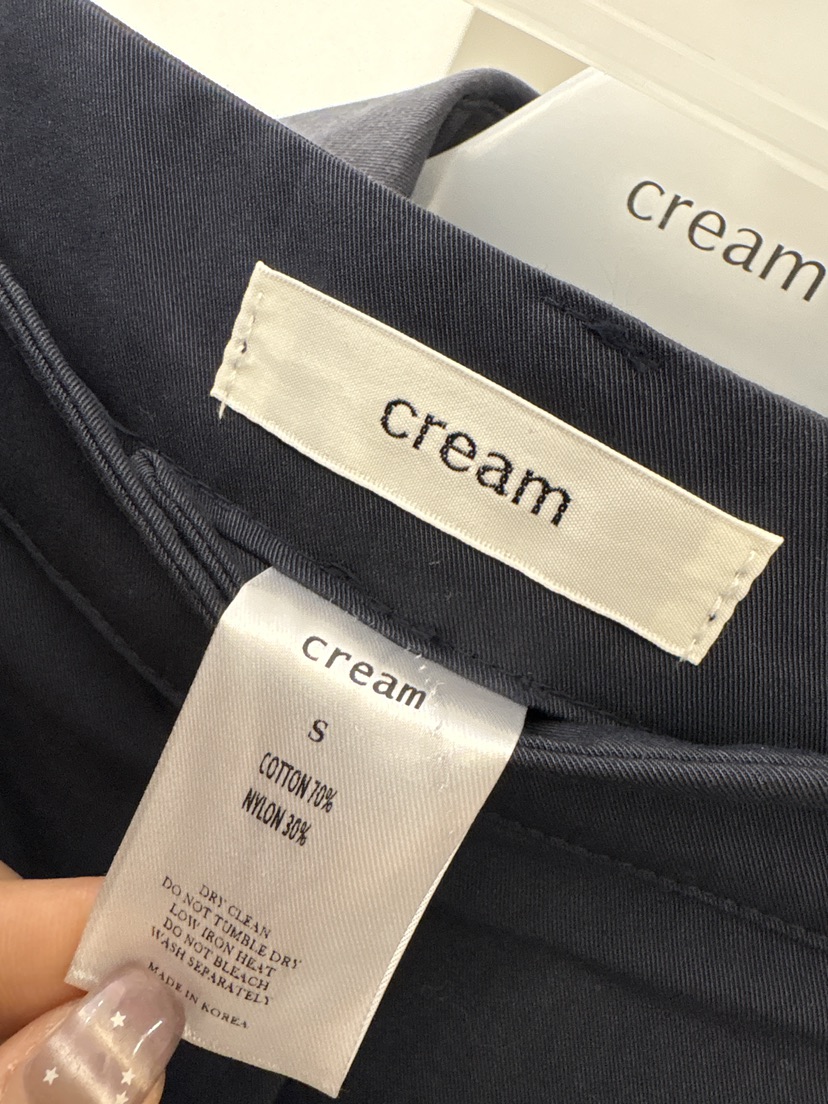 cream
cream
cream
S
COTTON 70%
NYLON 30%
DRY CLEAN
DO NOT TUMBLE DRY
LOW IRON HEAT
DO NOT BLEACH
WASH SEPARATELY
MADE IN KOREA